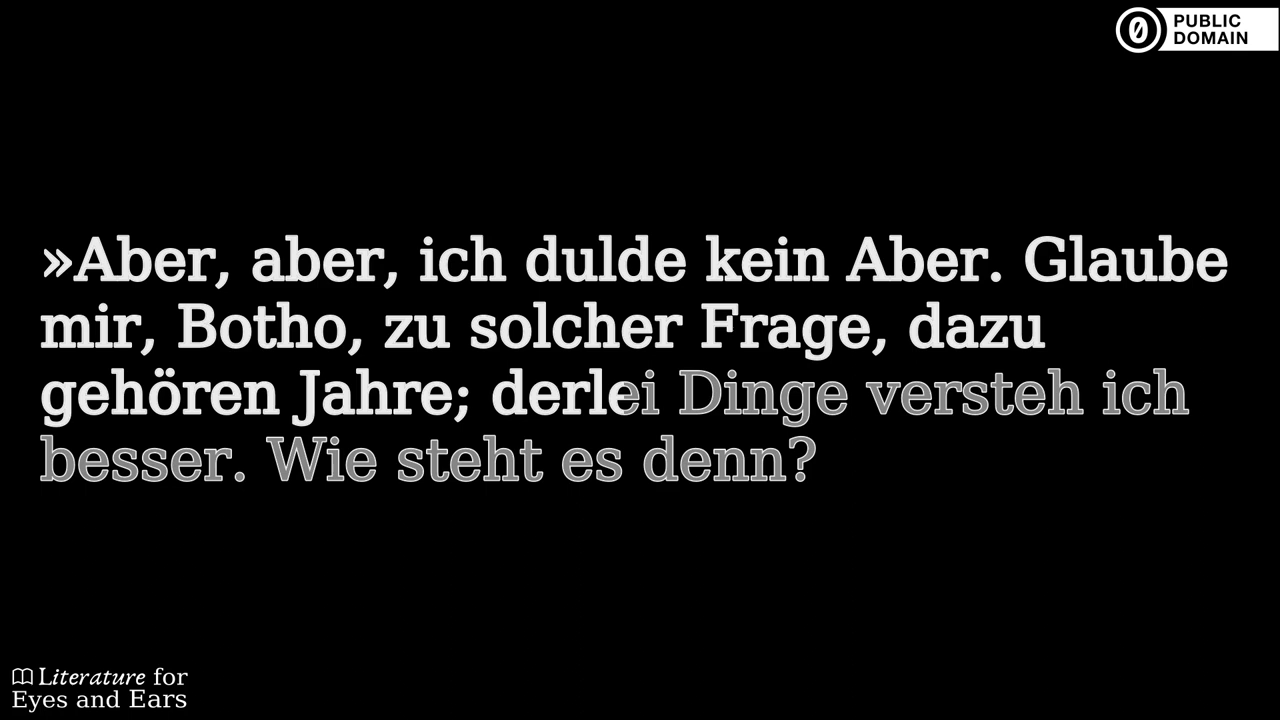 PUBLIC
DOMAIN
»Aber, aber, ich dulde kein Aber. Glaube
mir, Botho, zu solcher Frage, dazu
gehören Jahre; derlei Dinge versteh ich
besser. Wie steht es denn?
Literature for
Eyes and Ears